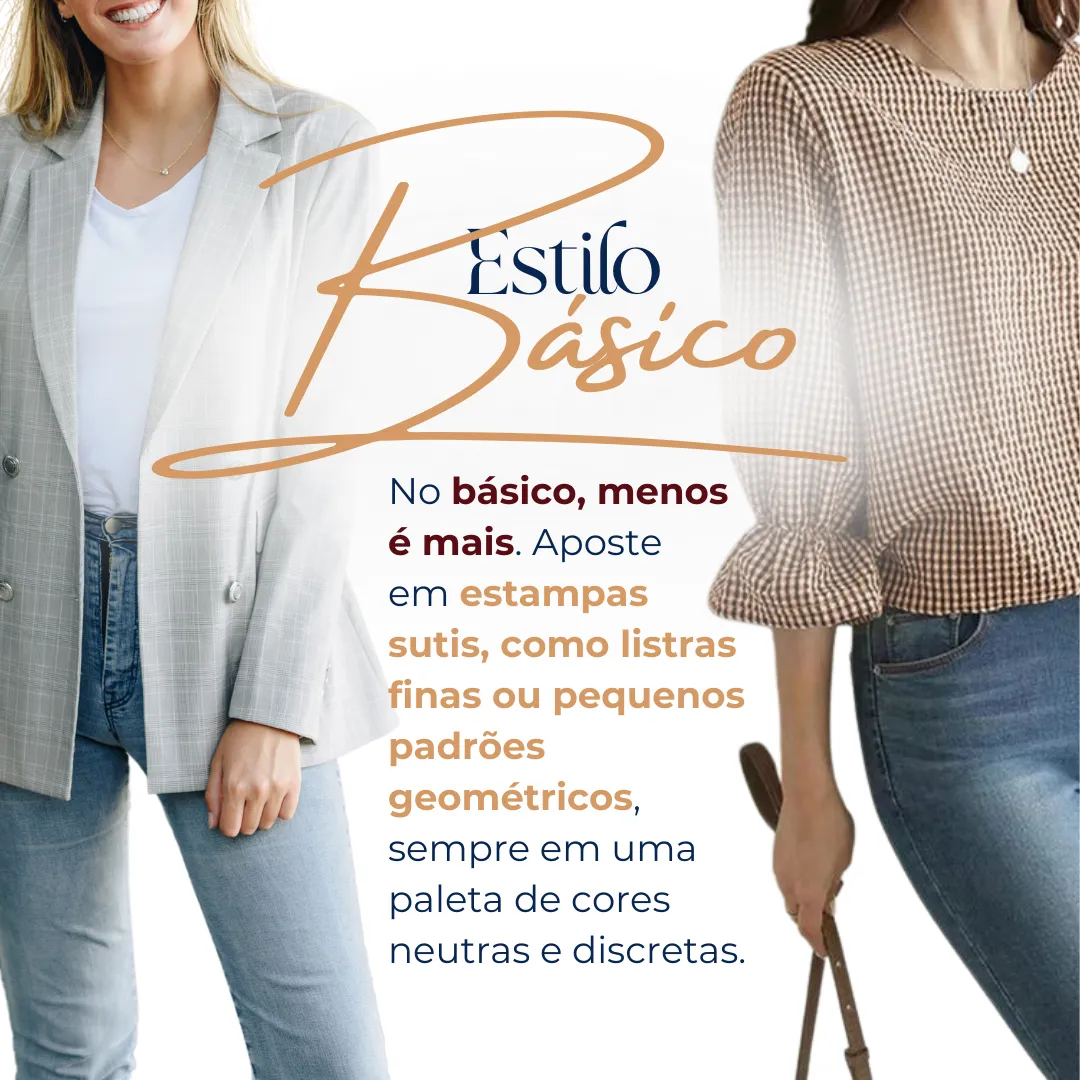 Estilo
Básico
No básico, menos
é mais. Aposte
em estampas
sutis, como listras
finas ou pequenos
padrões
geométricos,
sempre em uma
paleta de cores
neutras e discretas.